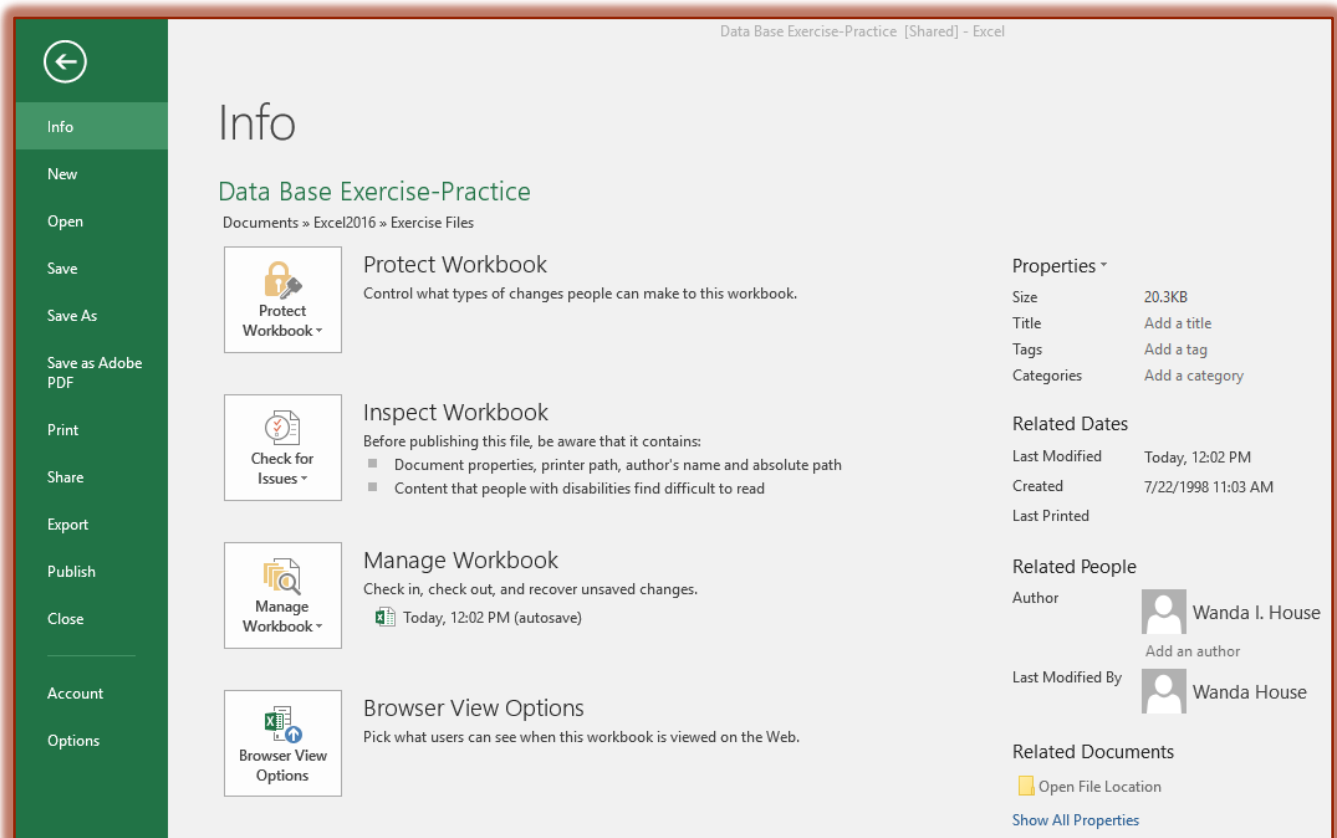 Data Base Exercise-Practice [Shared] - Excel
Info
New
Open
Save
Save As
Save as Adobe
PDF
Print
Share
Export
Publish
Close
Account
Options
Info
Data Base Exercise-Practice
Documents » Excel2016 » Exercise Files
Protect
Workbook
Protect Workbook
Control what types of changes people can make to this workbook.
Check for
Issues
Inspect Workbook
Before publishing this file, be aware that it contains:
Document properties, printer path, author's name and absolute path
Content that people with disabilities find difficult to read
Manage
Workbook
Manage Workbook
Check in, check out, and recover unsaved changes.
Today, 12:02 PM (autosave)
Browser View
Options
Browser View Options
Pick what users can see when this workbook is viewed on the Web.
Properties
Size 20.3KB
Title Add a title
Tags Add a tag
Categories Add a category
Related Dates
Last Modified Today, 12:02 PM
Created 7/22/1998 11:03 AM
Last Printed
Related People
Author Wanda I. House
Add an author
Last Modified By Wanda House
Related Documents
Open File Location
Show All Properties